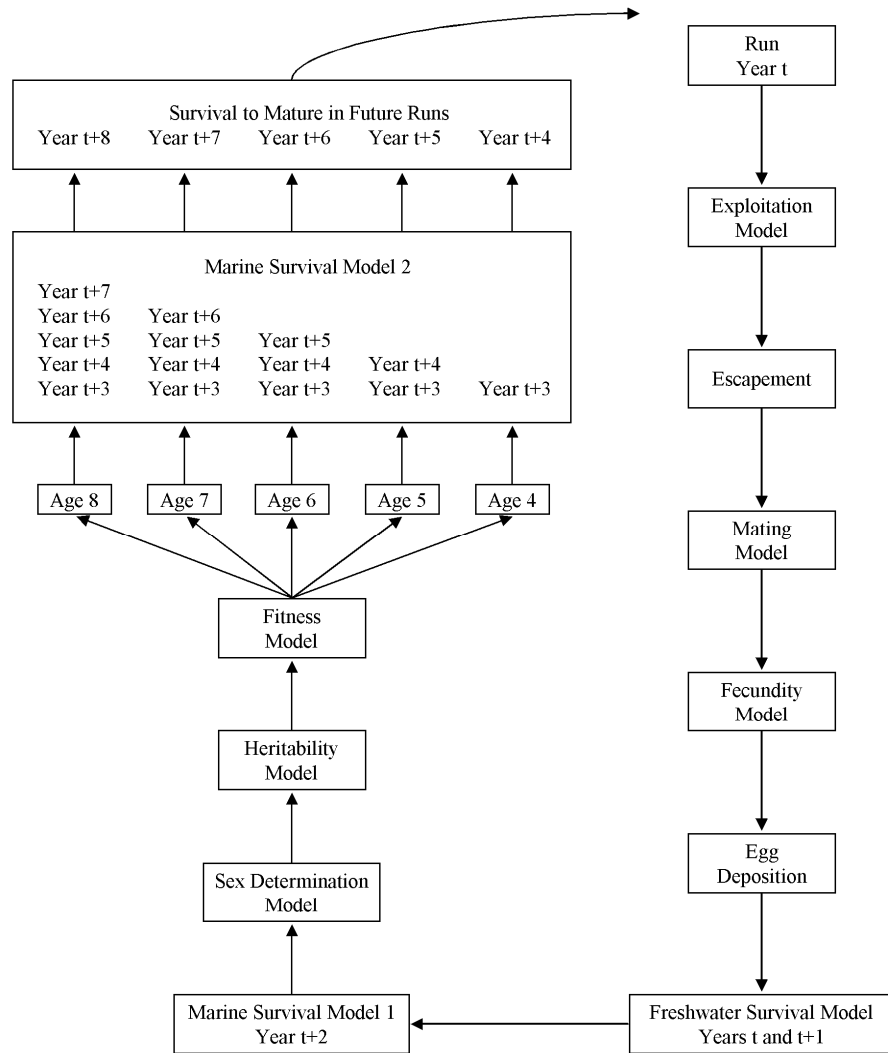 Run
Year t
Survival to Mature in Future Runs
Year t+8 Year t+7 Year t+6 Year t+5 Year t+4
Exploitation
Model
Marine Survival Model 2
Year t+7
Year t+6 Year t+6
Year t+5 Year t+5 Year t+5
Year t+4 Year t+4 Year t+4 Year t+4
Year t+3 Year t+3 Year t+3 Year t+3 Year t+3
Escapement
Age 8 Age 7 Age 6 Age 5 Age 4
Mating
Model
Fitness
Model
Fecundity
Model
Heritability
Model
Egg
Deposition
Sex Determination
Model
Marine Survival Model 1
Year t+2
Freshwater Survival Model
Years t and t+1